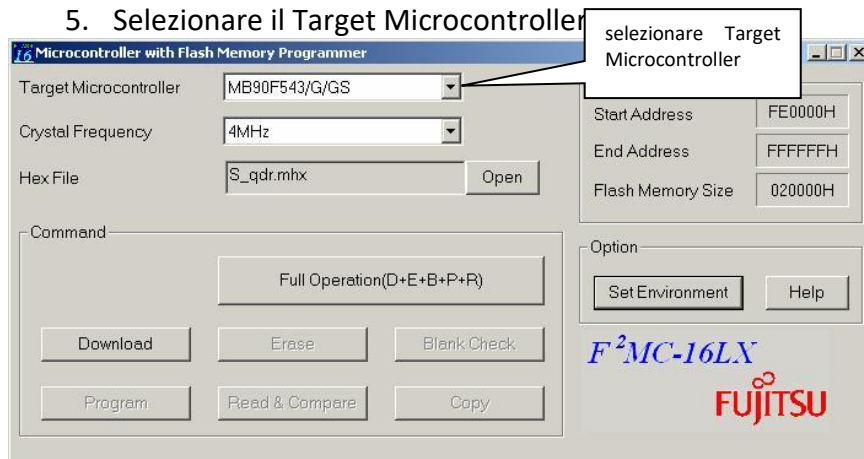 5. Selezionare il Target Microcontroller
selezionare Target
Microcontroller
Microcontroller with Flash Memory Programmer
Target Microcontroller
MB90F543/G/GS
Crystal Frequency
4MHz
Hex File
S_qdr.mhx
Open
Start Address
FE0000H
End Address
FFFFFFH
Flash Memory Size
020000H
Command
Full Operation(D+E+B+P+R)
Download
Erase
Blank Check
Program
Read & Compare
Copy
Option
Set Environment
Help
F²MC-16LX
FUJITSU